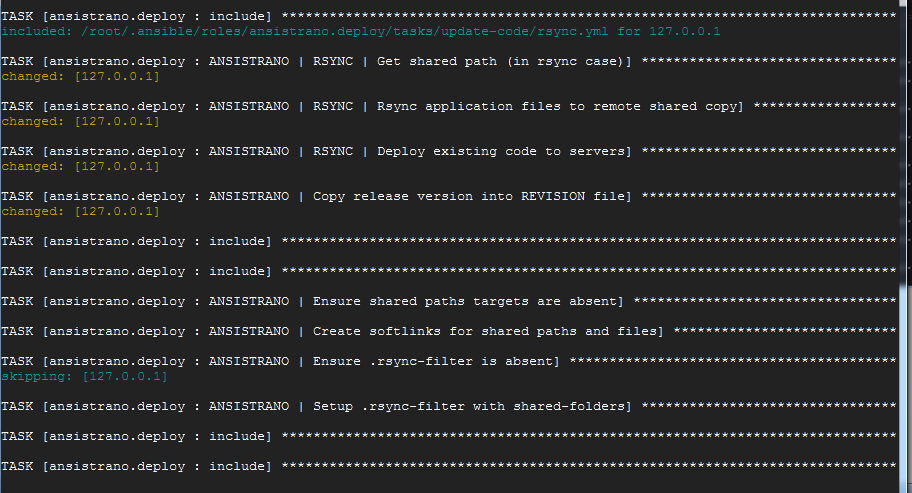 TASK [ansistrano.deploy : include] *****************************************************************************
included: /root/.ansible/roles/ansistrano.deploy/tasks/update-code/rsync.yml for 127.0.0.1
TASK [ansistrano.deploy : ANSISTRANO | RSYNC | Get shared path (in rsync case)] ********************************
changed: [127.0.0.1]
TASK [ansistrano.deploy : ANSISTRANO | RSYNC | Rsync application files to remote shared copy] ******************
changed: [127.0.0.1]
TASK [ansistrano.deploy : ANSISTRANO | RSYNC | Deploy existing code to servers] ********************************
changed: [127.0.0.1]
TASK [ansistrano.deploy : ANSISTRANO | Copy release version into REVISION file] ********************************
changed: [127.0.0.1]
TASK [ansistrano.deploy : include] *****************************************************************************
TASK [ansistrano.deploy : include] *****************************************************************************
TASK [ansistrano.deploy : ANSISTRANO | Ensure shared paths targets are absent] *********************************
TASK [ansistrano.deploy : ANSISTRANO | Create softlinks for shared paths and files] ****************************
TASK [ansistrano.deploy : ANSISTRANO | Ensure .rsync-filter is absent] *****************************************
skipping: [127.0.0.1]
TASK [ansistrano.deploy : ANSISTRANO | Setup .rsync-filter with shared-folders] ********************************
TASK [ansistrano.deploy : include] *****************************************************************************
TASK [ansistrano.deploy : include] *****************************************************************************